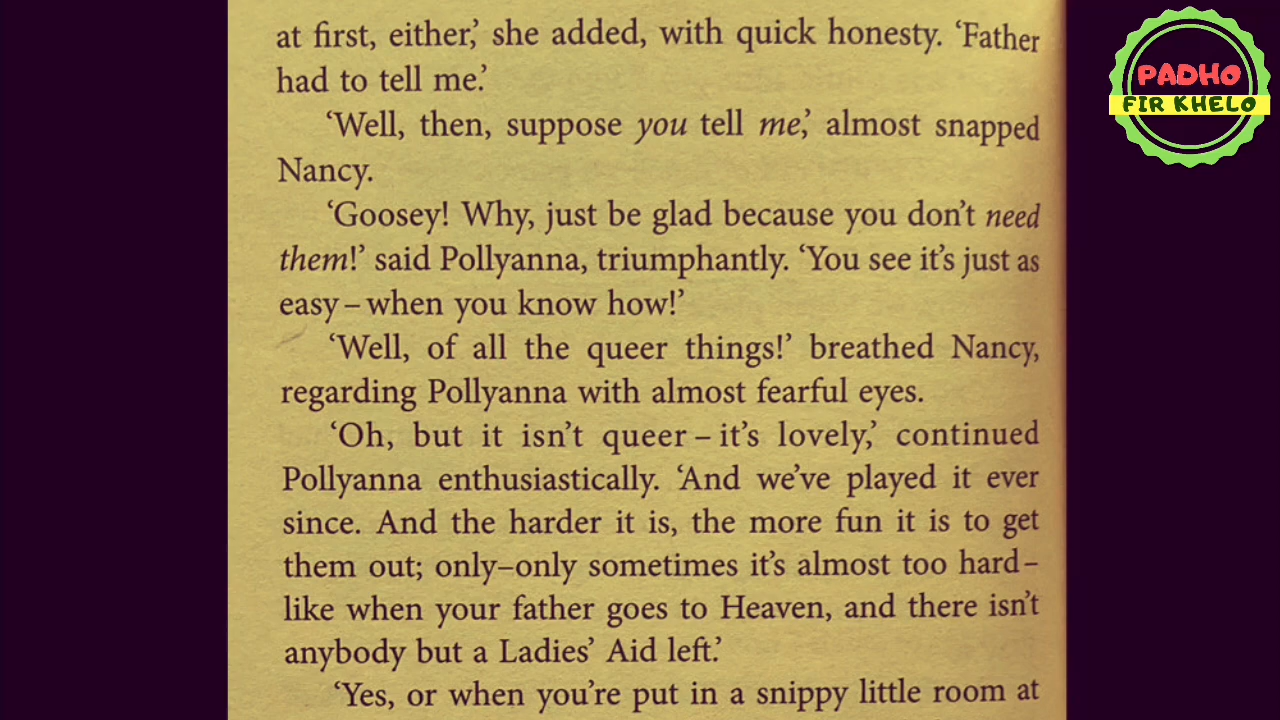 at first, either,’ she added, with quick honesty. ‘Father
had to tell me.’
‘Well, then, suppose you tell me,’ almost snapped
Nancy.
‘Goosey! Why, just be glad because you don’t need
them!’ said Pollyanna, triumphantly. ‘You see it’s just as
easy – when you know how!’
‘Well, of all the queer things!’ breathed Nancy,
regarding Pollyanna with almost fearful eyes.
‘Oh, but it isn’t queer – it’s lovely,’ continued
Pollyanna enthusiastically. ‘And we’ve played it ever
since. And the harder it is, the more fun it is to get
them out; only–only sometimes it’s almost too hard –
like when your father goes to Heaven, and there isn’t
anybody but a Ladies’ Aid left.’
‘Yes, or when you’re put in a snippy little room at
PADHO
FIR KHELO